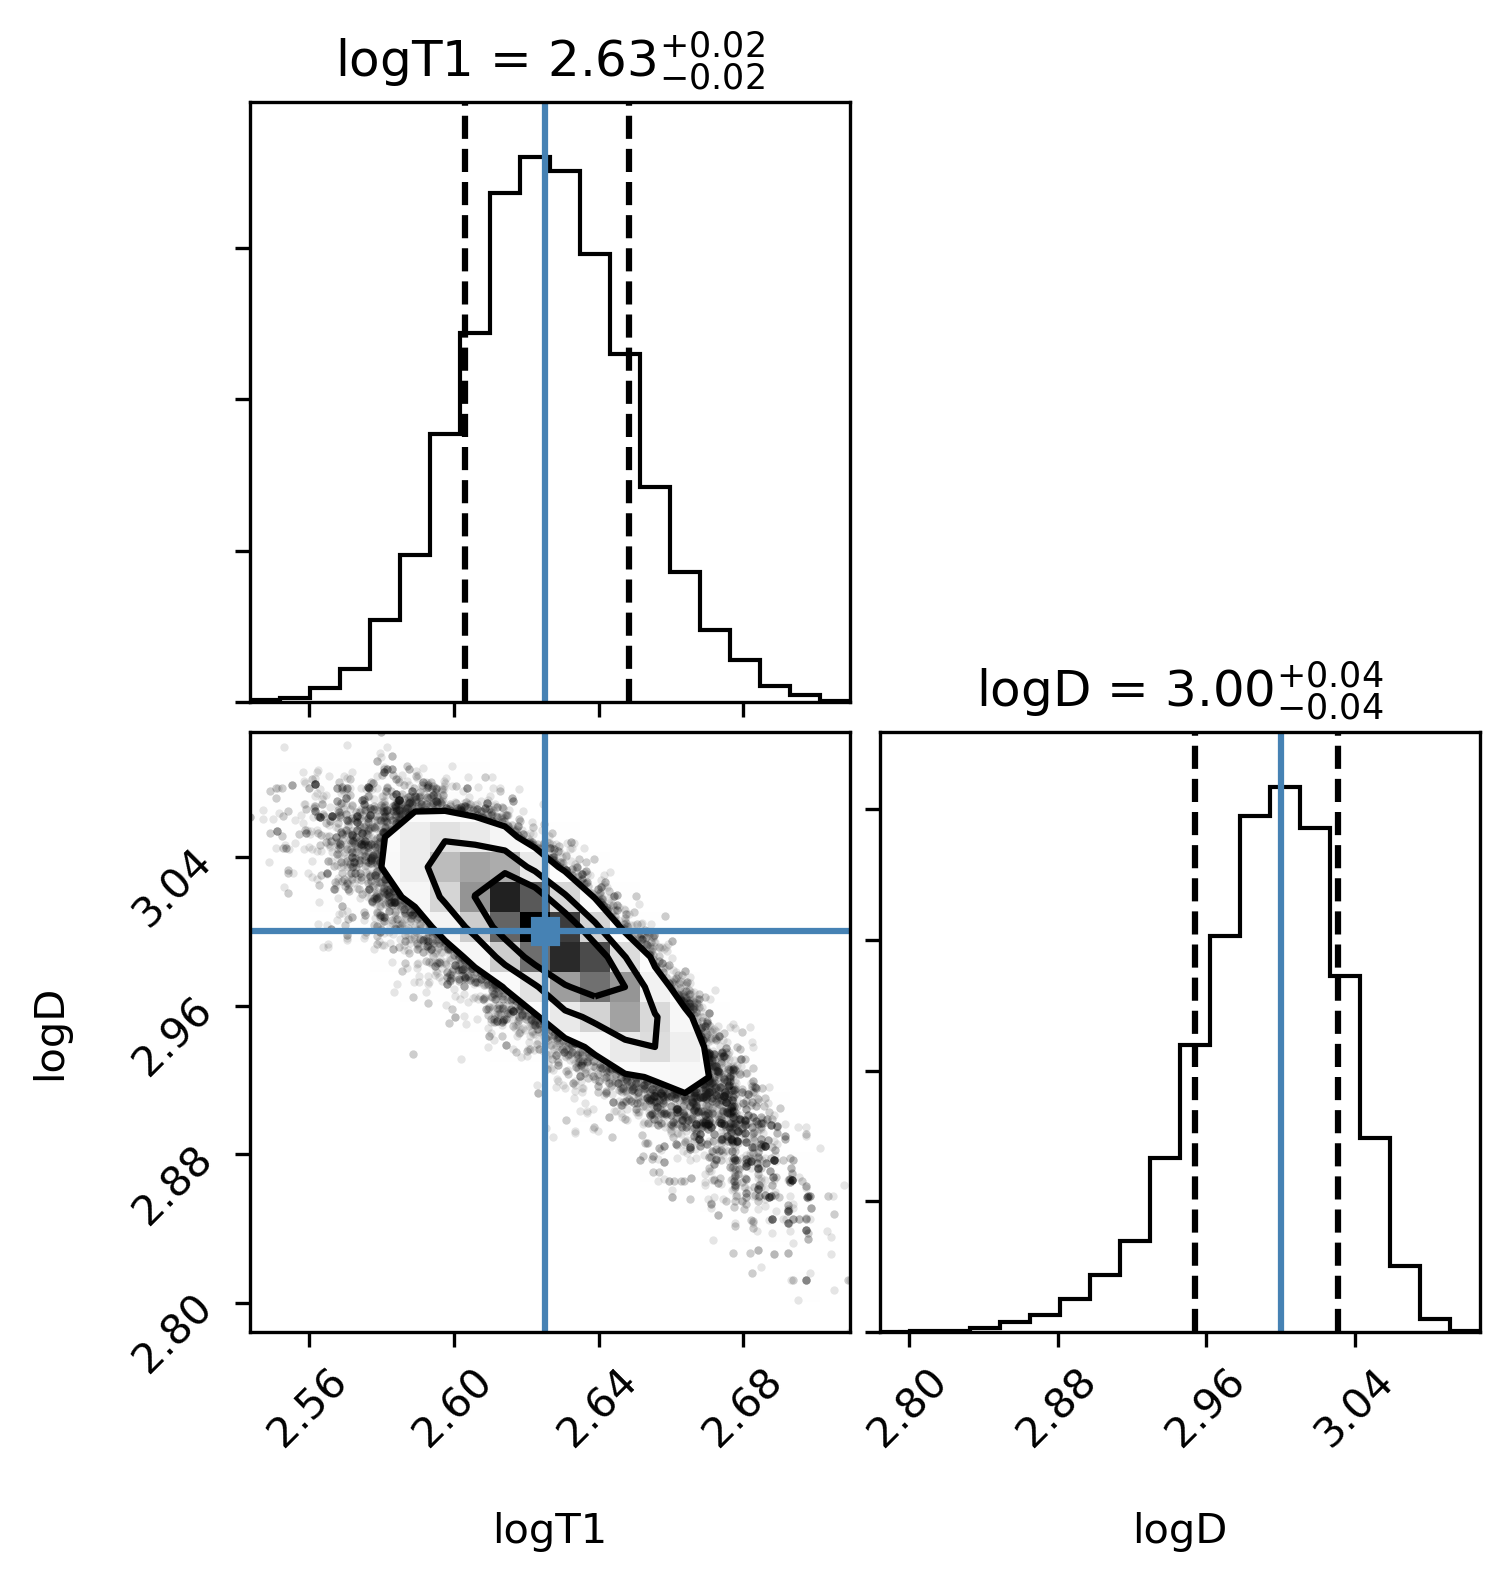 logT1 = 2.63+0.02−0.02
logD = 3.00+0.04−0.04
logD
3.04
2.96
2.88
2.80
2.56 2.60 2.64 2.68
2.80 2.88 2.96 3.04
logT1
logD